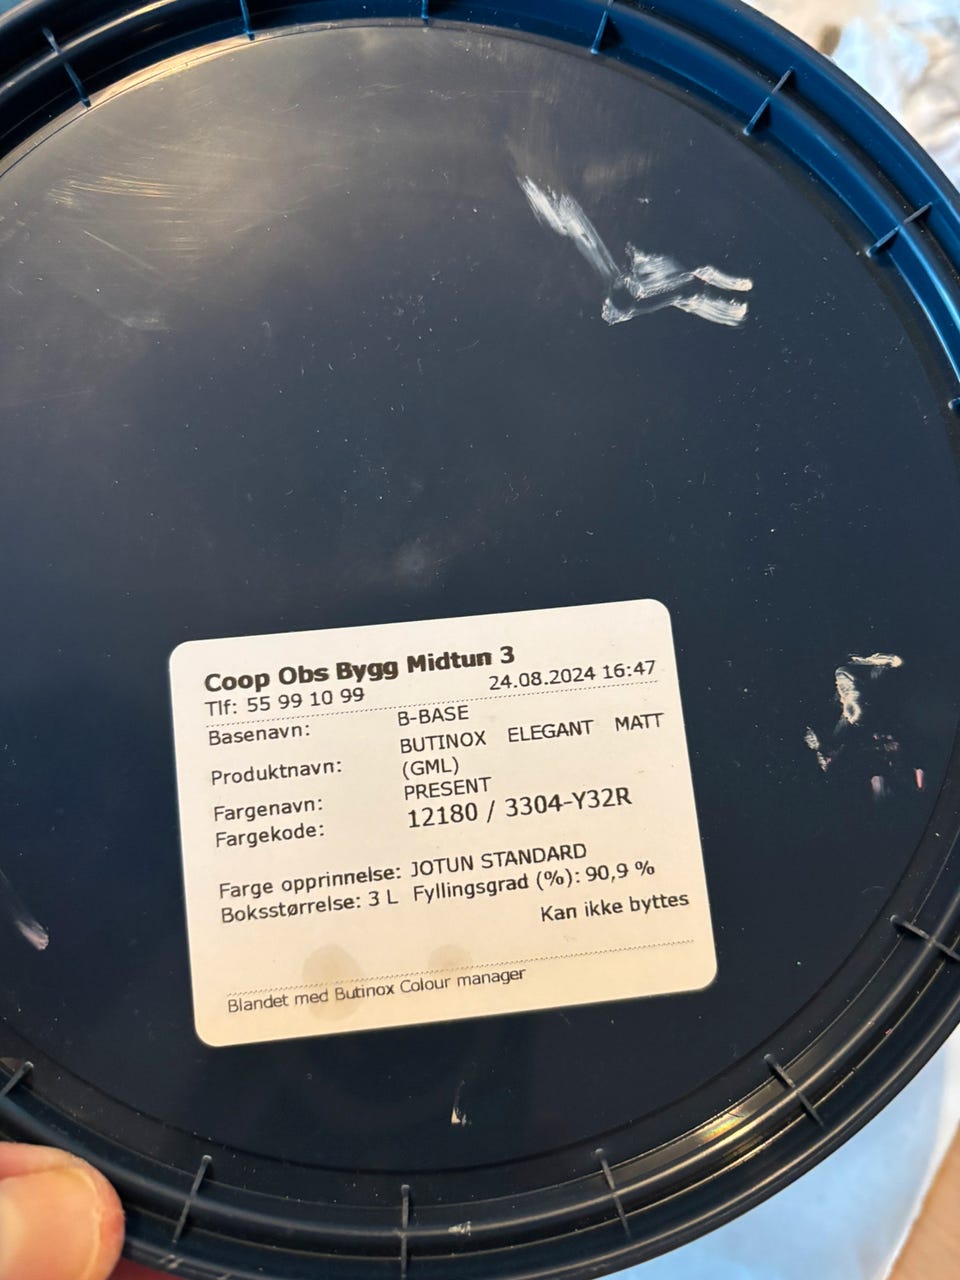 Coop Obs Bygg Midtun 3
Tlf: 55 99 10 99 24.08.2024 16:47
Basenavn: B-BASE
Produktnavn: BUTINOX ELEGANT MATT (GML)
Fargenavn: PRESENT
Fargekode: 12180 / 3304-Y32R
Farge opprinnelse: JOTUN STANDARD
Boksstørrelse: 3 L Fyllingsgrad (%): 90,9 %
Kan ikke byttes
Blandet med Butinox Colour manager